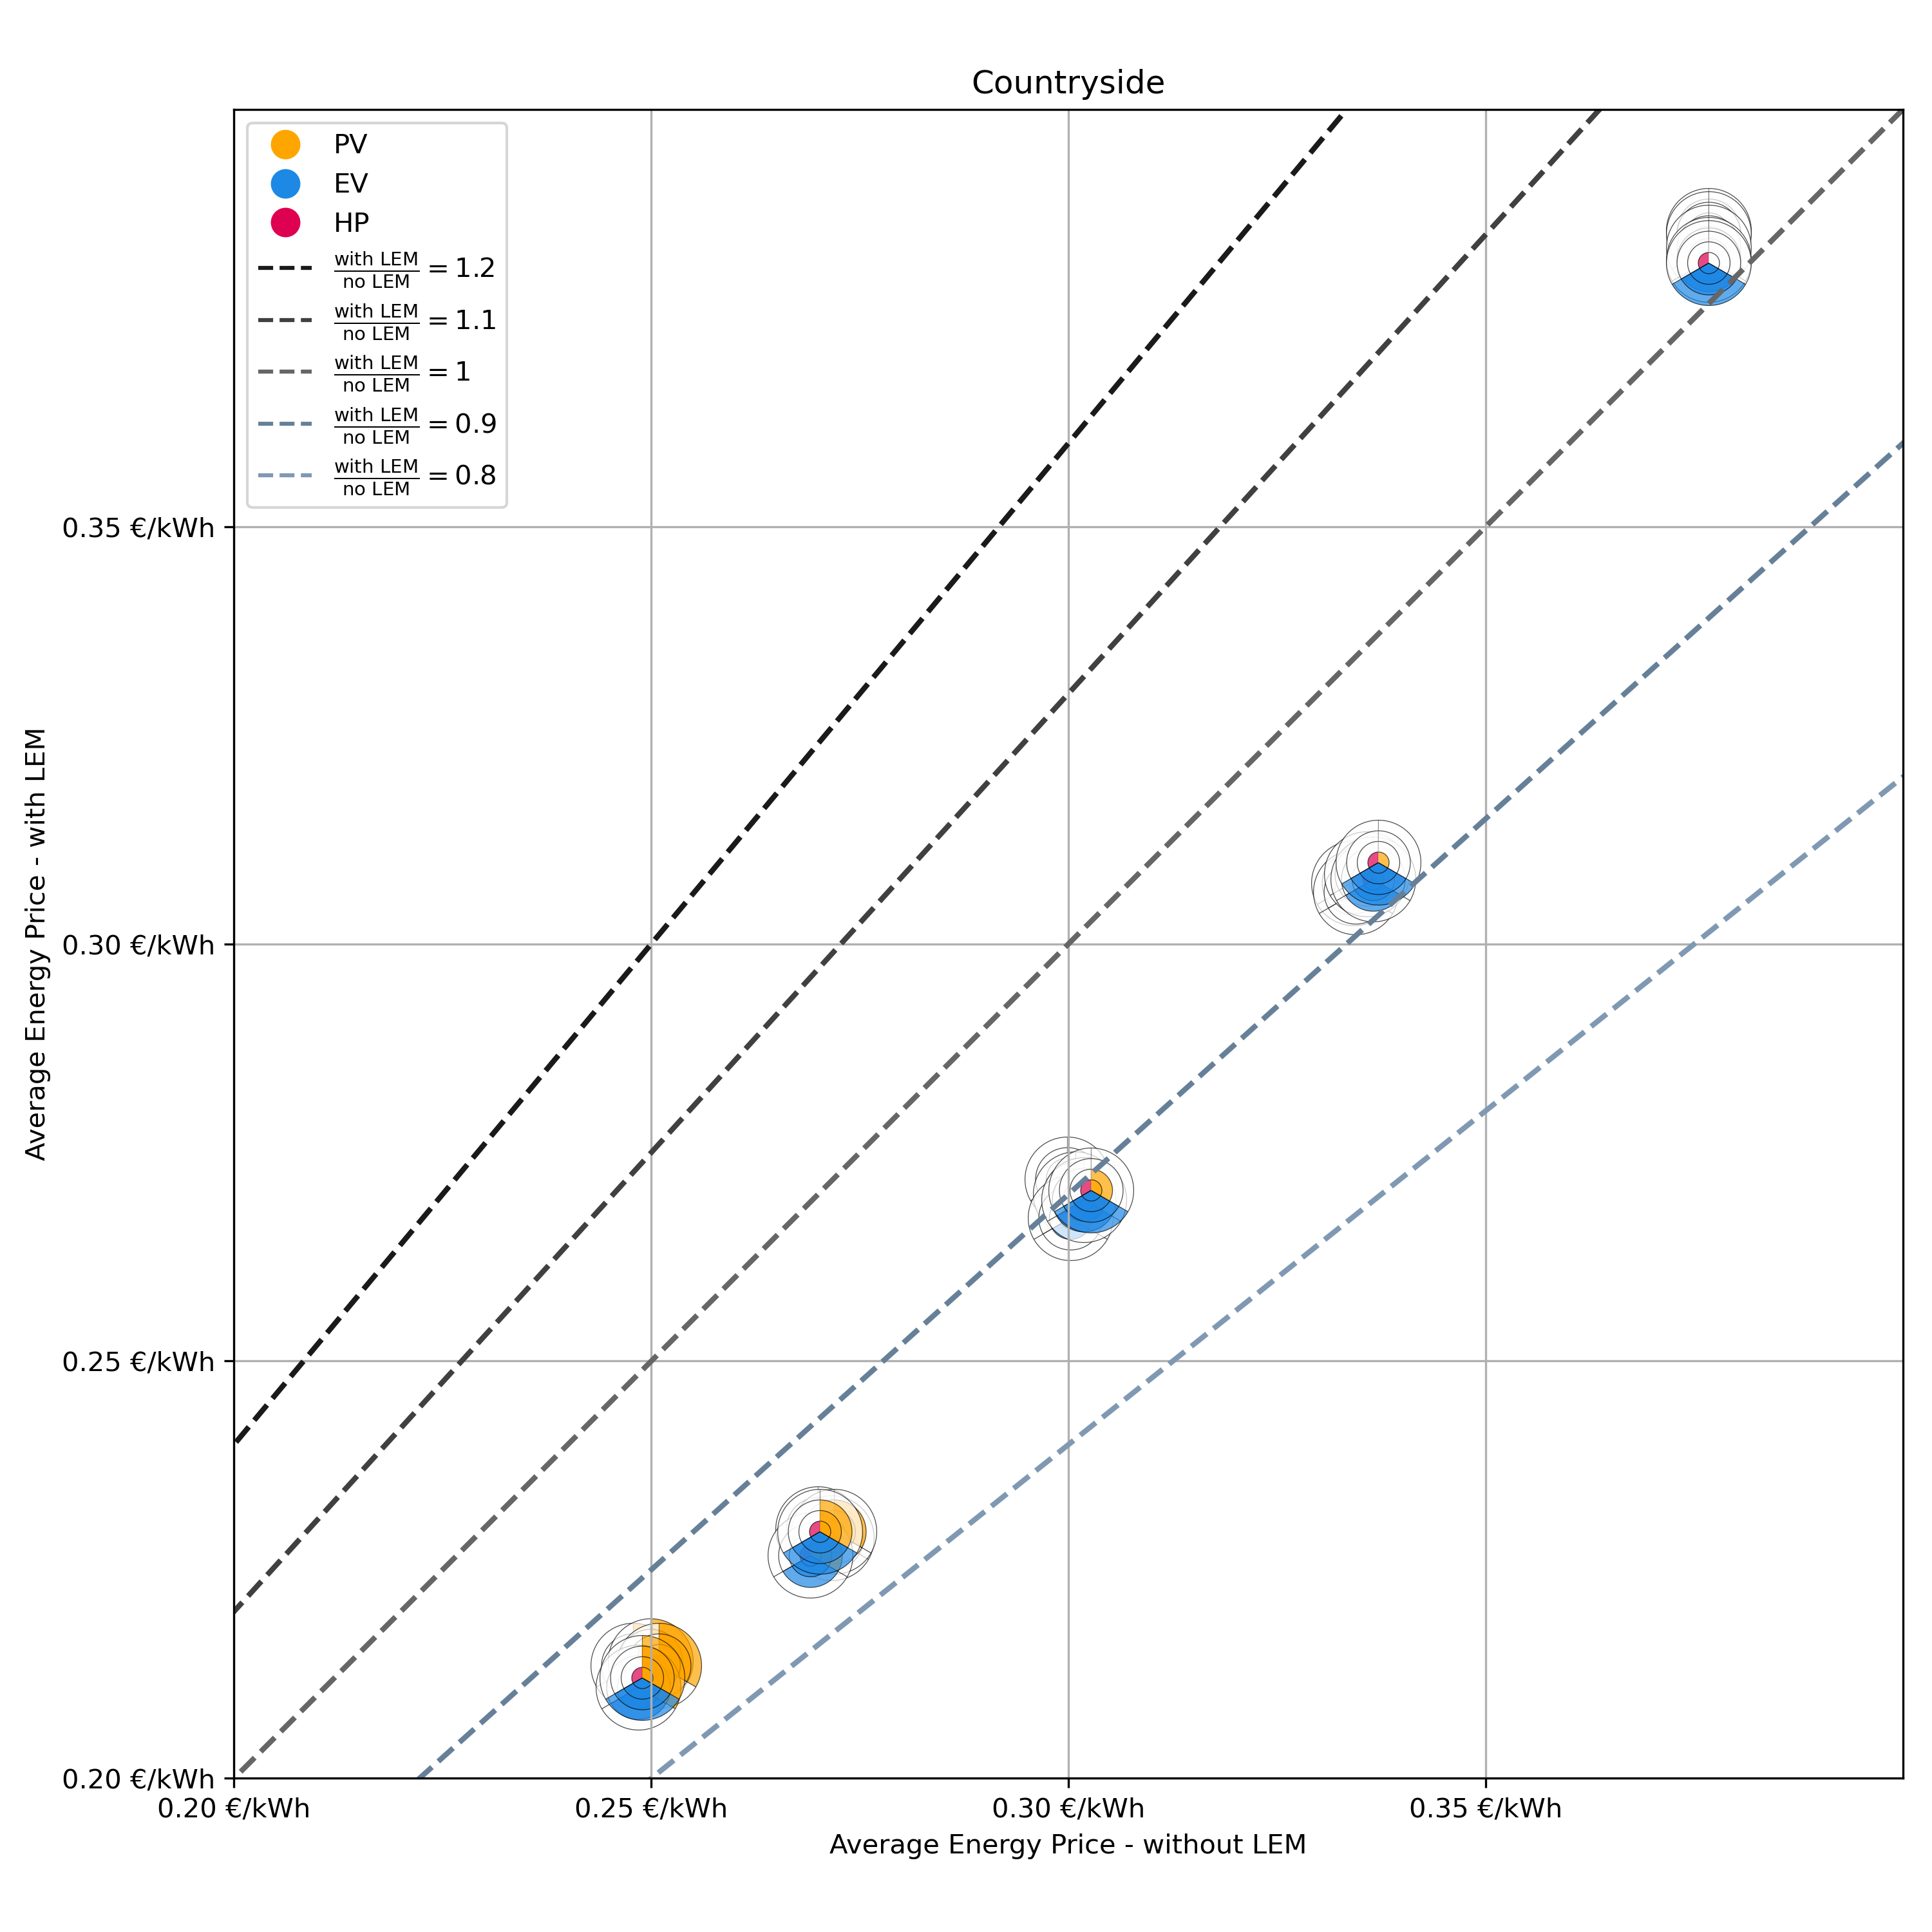 Countryside
PV
EV
HP
with LEM
no LEM = 1.2
with LEM
no LEM = 1.1
with LEM
no LEM = 1
with LEM
no LEM = 0.9
with LEM
no LEM = 0.8
0.35 €/kWh
0.30 €/kWh
0.25 €/kWh
0.20 €/kWh
Average Energy Price - with LEM
0.20 €/kWh
0.25 €/kWh
0.30 €/kWh
0.35 €/kWh
Average Energy Price - without LEM